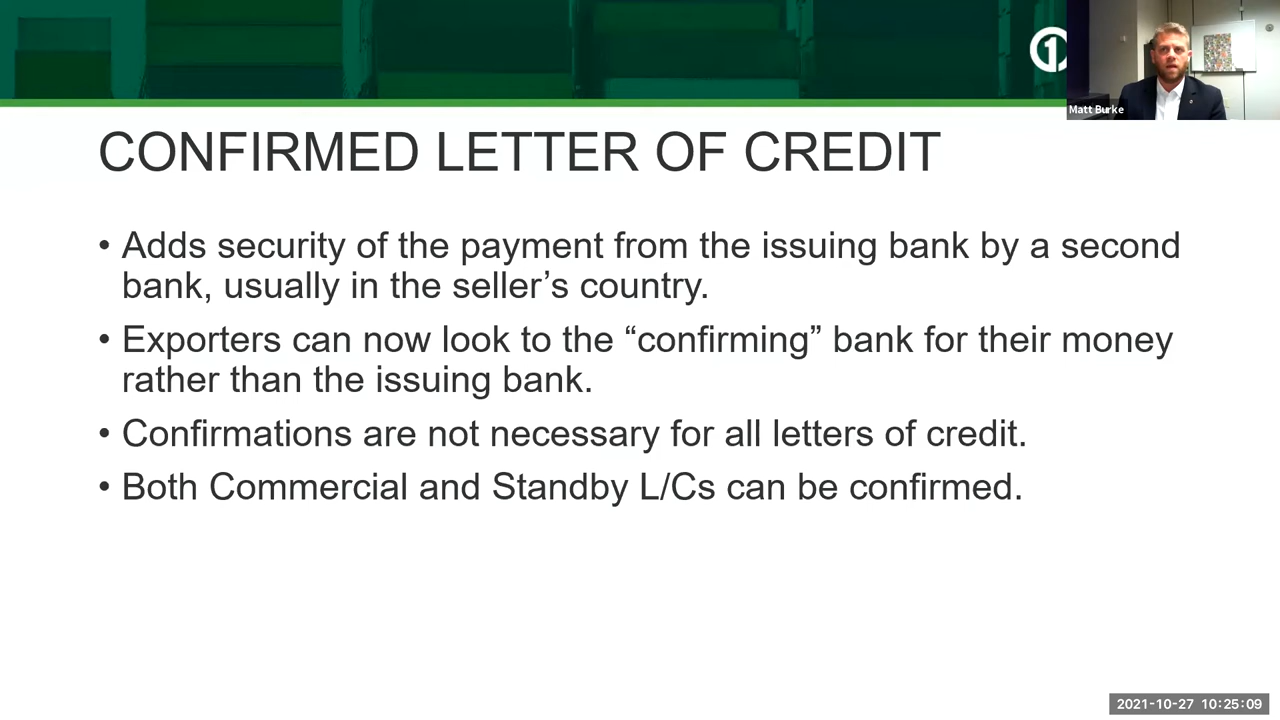 1
Matt Burke
CONFIRMED LETTER OF CREDIT
• Adds security of the payment from the issuing bank by a second
bank, usually in the seller’s country.
• Exporters can now look to the “confirming” bank for their money
rather than the issuing bank.
• Confirmations are not necessary for all letters of credit.
• Both Commercial and Standby L/Cs can be confirmed.
2021-10-27 10:25:09